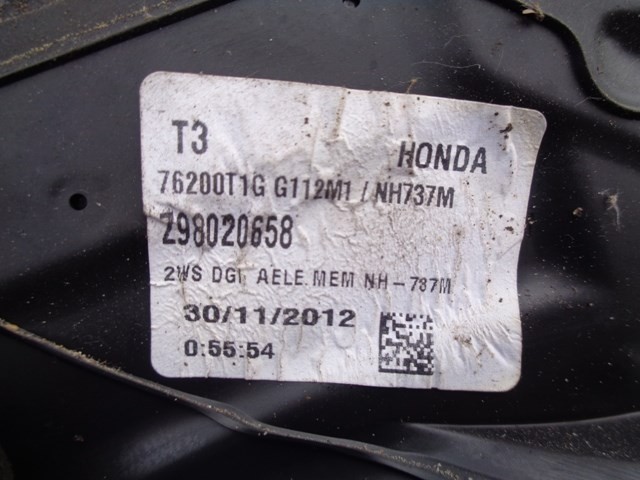 T3 HONDA
76200T1G G112M1 / NH737M
Z98020658
2WS DGI AELE.MEM NH-737M
30/11/2012
0:55:54